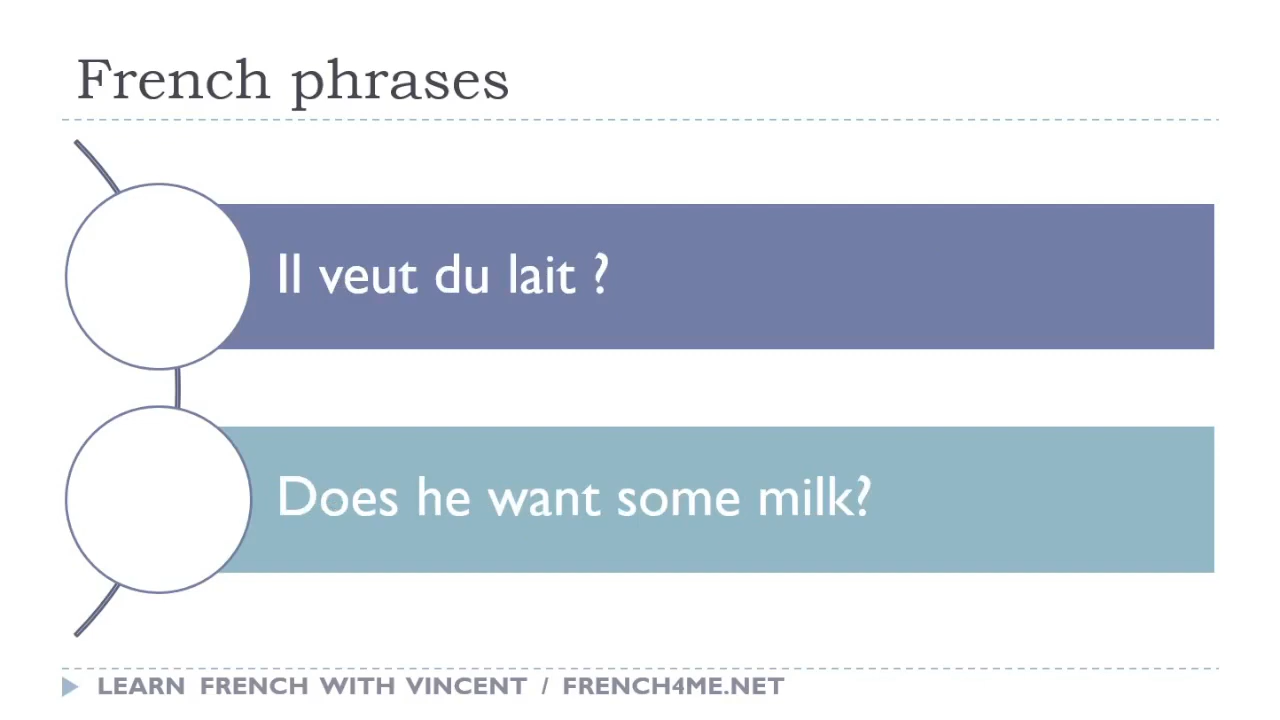 French phrases
Il veut du lait ?
Does he want some milk?
LEARN FRENCH WITH VINCENT / FRENCH4ME.NET